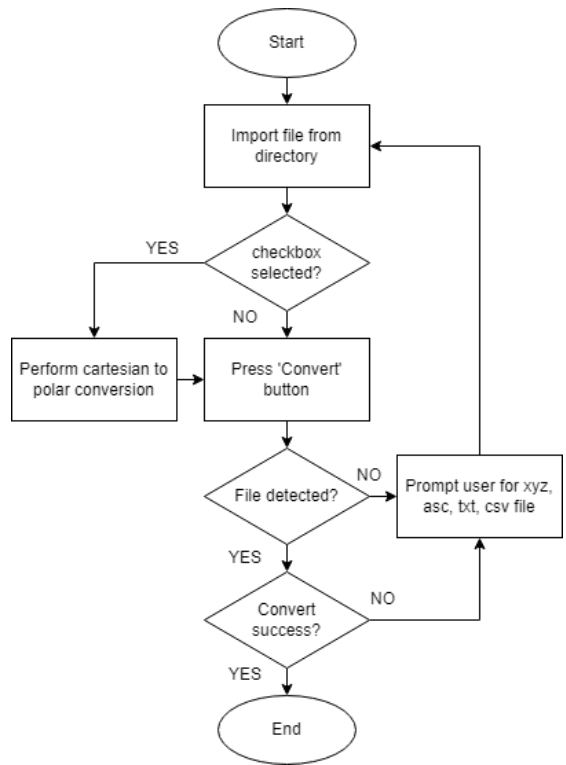 Start
Import file from
directory
YES
checkbox
selected?
NO
Perform cartesian to
polar conversion
Press 'Convert'
button
File detected?
NO
Prompt user for xyz,
asc, txt, csv file
YES
Convert
success?
NO
YES
End